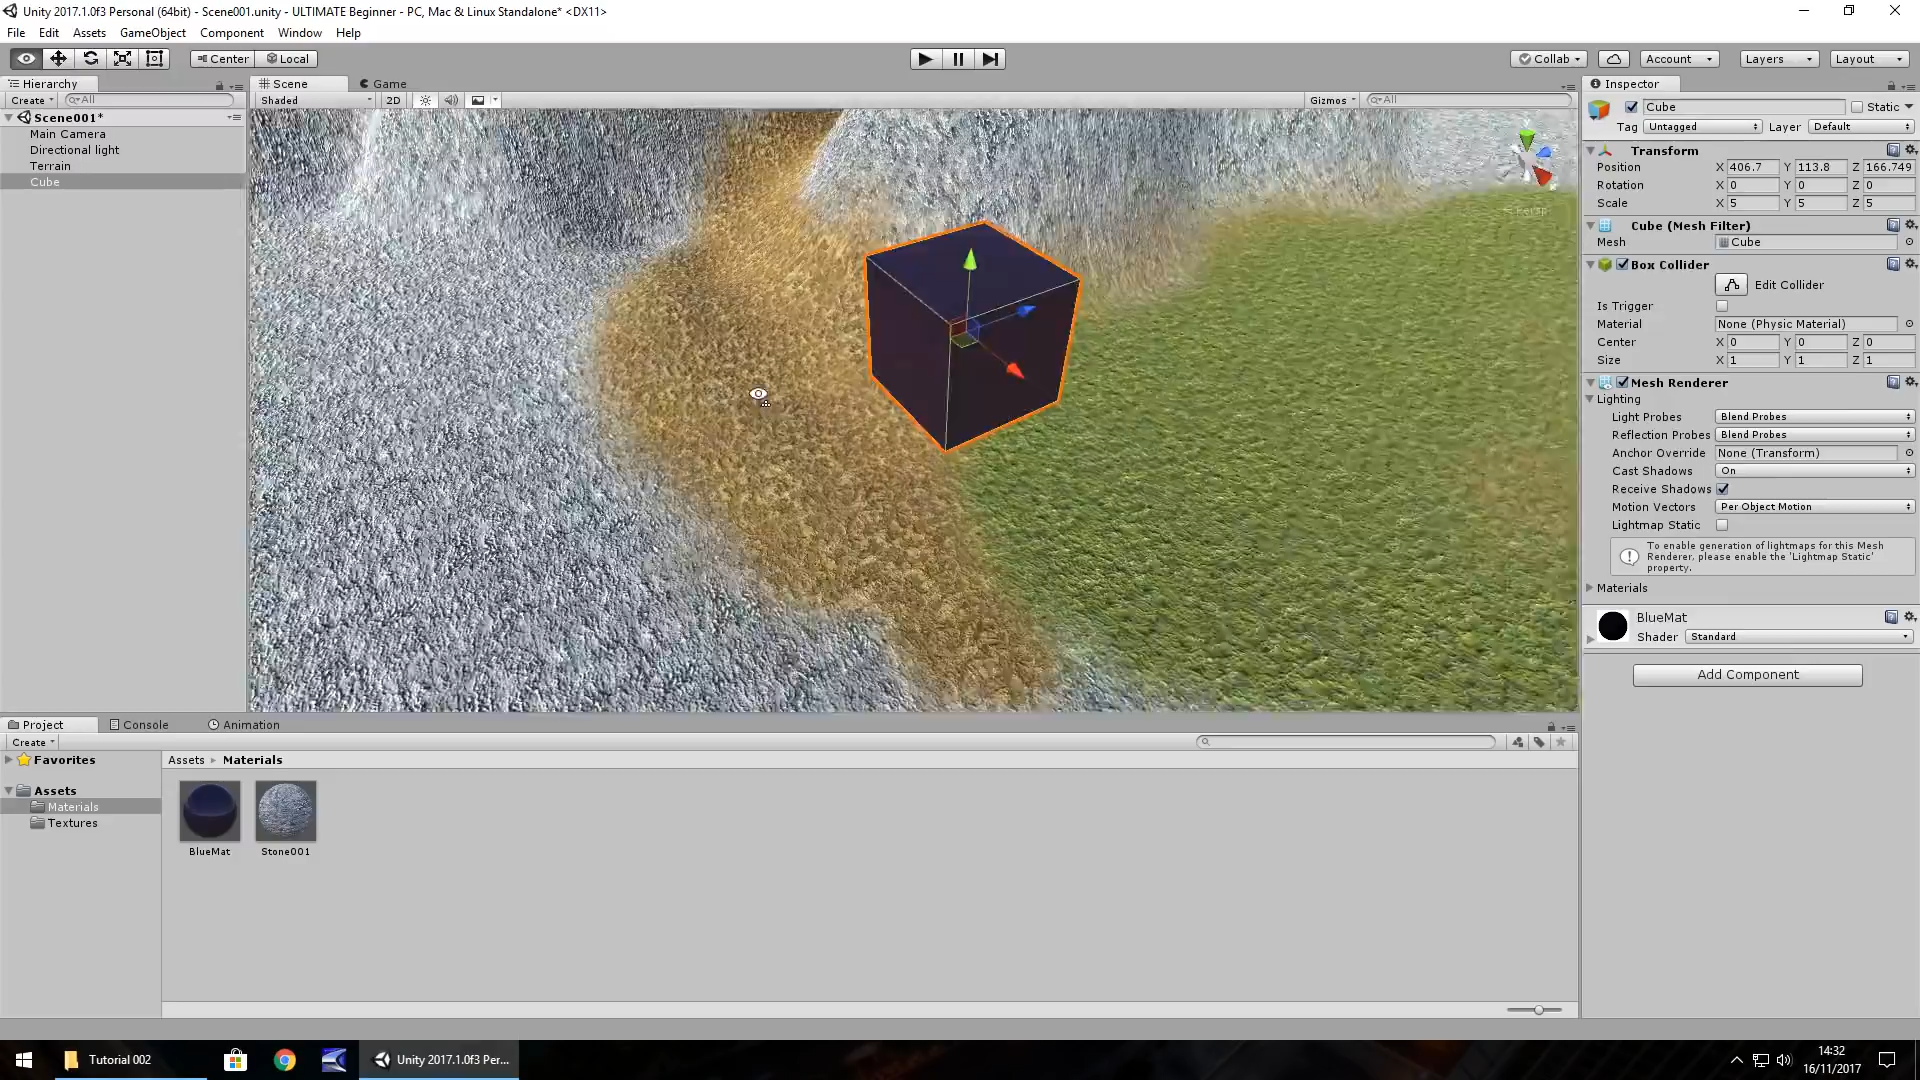 Unity 2017.1.0f3 Personal (64bit) - Scene001.unity - ULTIMATE Beginner - PC, Mac & Linux Standalone* <DX11>
File Edit Assets GameObject Component Window Help
Center Local Collab Account Layers Layout
Hierarchy Scene Game Inspector
Create All Shaded 2D Gizmos All
Scene001*
Main Camera
Directional light
Terrain
Cube
Persp
Cube Static
Tag Untagged Layer Default
Transform
Position X 406.7 Y 113.8 Z 166.749
Rotation X 0 Y 0 Z 0
Scale X 5 Y 5 Z 5
Cube (Mesh Filter)
Mesh Cube
Box Collider
Edit Collider
Is Trigger
Material None (Physic Material)
Center X 0 Y 0 Z 0
Size X 1 Y 1 Z 1
Mesh Renderer
Lighting
Light Probes Blend Probes
Reflection Probes Blend Probes
Anchor Override None (Transform)
Cast Shadows On
Receive Shadows
Motion Vectors Per Object Motion
Lightmap Static
To enable generation of lightmaps for this Mesh
Renderer, please enable the 'Lightmap Static'
property.
Materials
BlueMat
Shader Standard
Add Component
Project Console Animation
Create
Favorites
Assets
Materials
Textures
Assets Materials
BlueMat Stone001
Tutorial 002
Unity 2017.1.0f3 Per...
14:32
16/11/2017